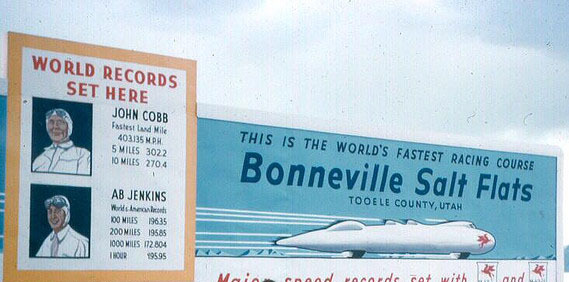 WORLD RECORDS
SET HERE
JOHN COBB
Fastest Land Mile
403.135 M.P.H.
5 MILES 302.2
10 MILES 270.4
AB JENKINS
World & American Records
100 MILES 196.35
200 MILES 195.85
1000 MILES 172.804
1 HOUR 195.95
THIS IS THE WORLD'S FASTEST RACING COURSE
Bonneville Salt Flats
TOOELE COUNTY, UTAH
Major speed records set with and